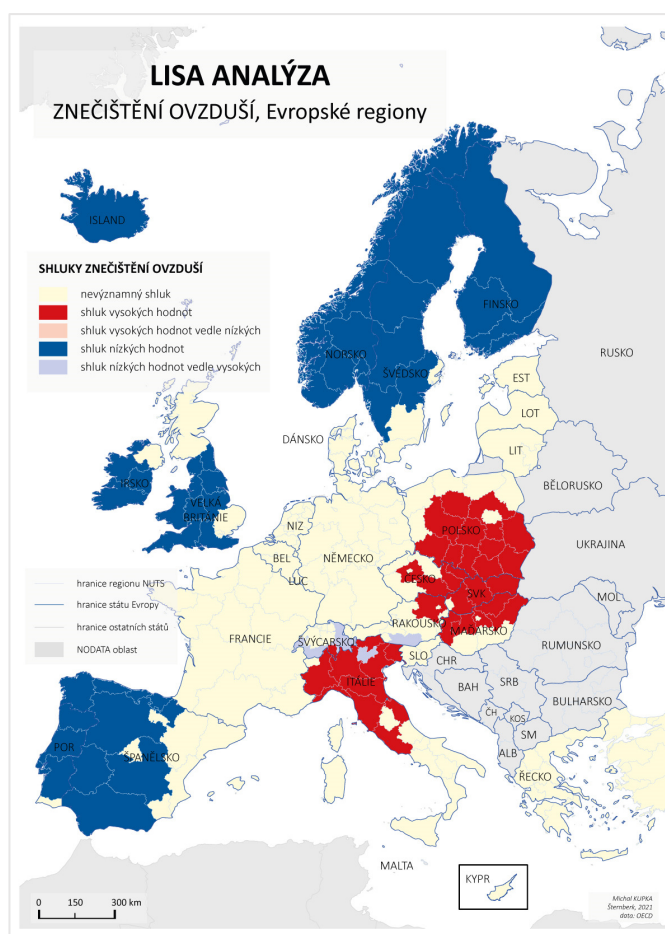 LISA ANALÝZA
ZNEČIŠTĚNÍ OVZDUŠÍ, Evropské regiony
ISLAND
SHLUKY ZNEČIŠTĚNÍ OVZDUŠÍ
nevýznamný shluk
shluk vysokých hodnot
shluk vysokých hodnot vedle nízkých
shluk nízkých hodnot
shluk nízkých hodnot vedle vysokých
FINSKO
NORSKO
ŠVÉDSKO
RUSKO
EST
LOT
DÁNSKO
LIT
IRSKO
BĚLORUSKO
VELKÁ
BRITÁNIE
NIZ
POLSKO
BEL
NĚMECKO
UKRAJINA
LUC
ČESKO
SVK
hranice regionu NUTS
hranice státu Evropy
hranice ostatních států
NODATA oblast
MOL
RAKOUSKO
MAĎARSKO
FRANCIE
ŠVÝCARSKO
RUMUNSKO
SLO
CHR
ITÁLIE
BAH
SRB
BULHARSKO
ČH
KOS
SM
POR
ŠPANĚLSKO
ALB
ŘECKO
MALTA
KYPR
0 150 300 km
Michal KUPKA
Šternberk, 2021
data: OECD